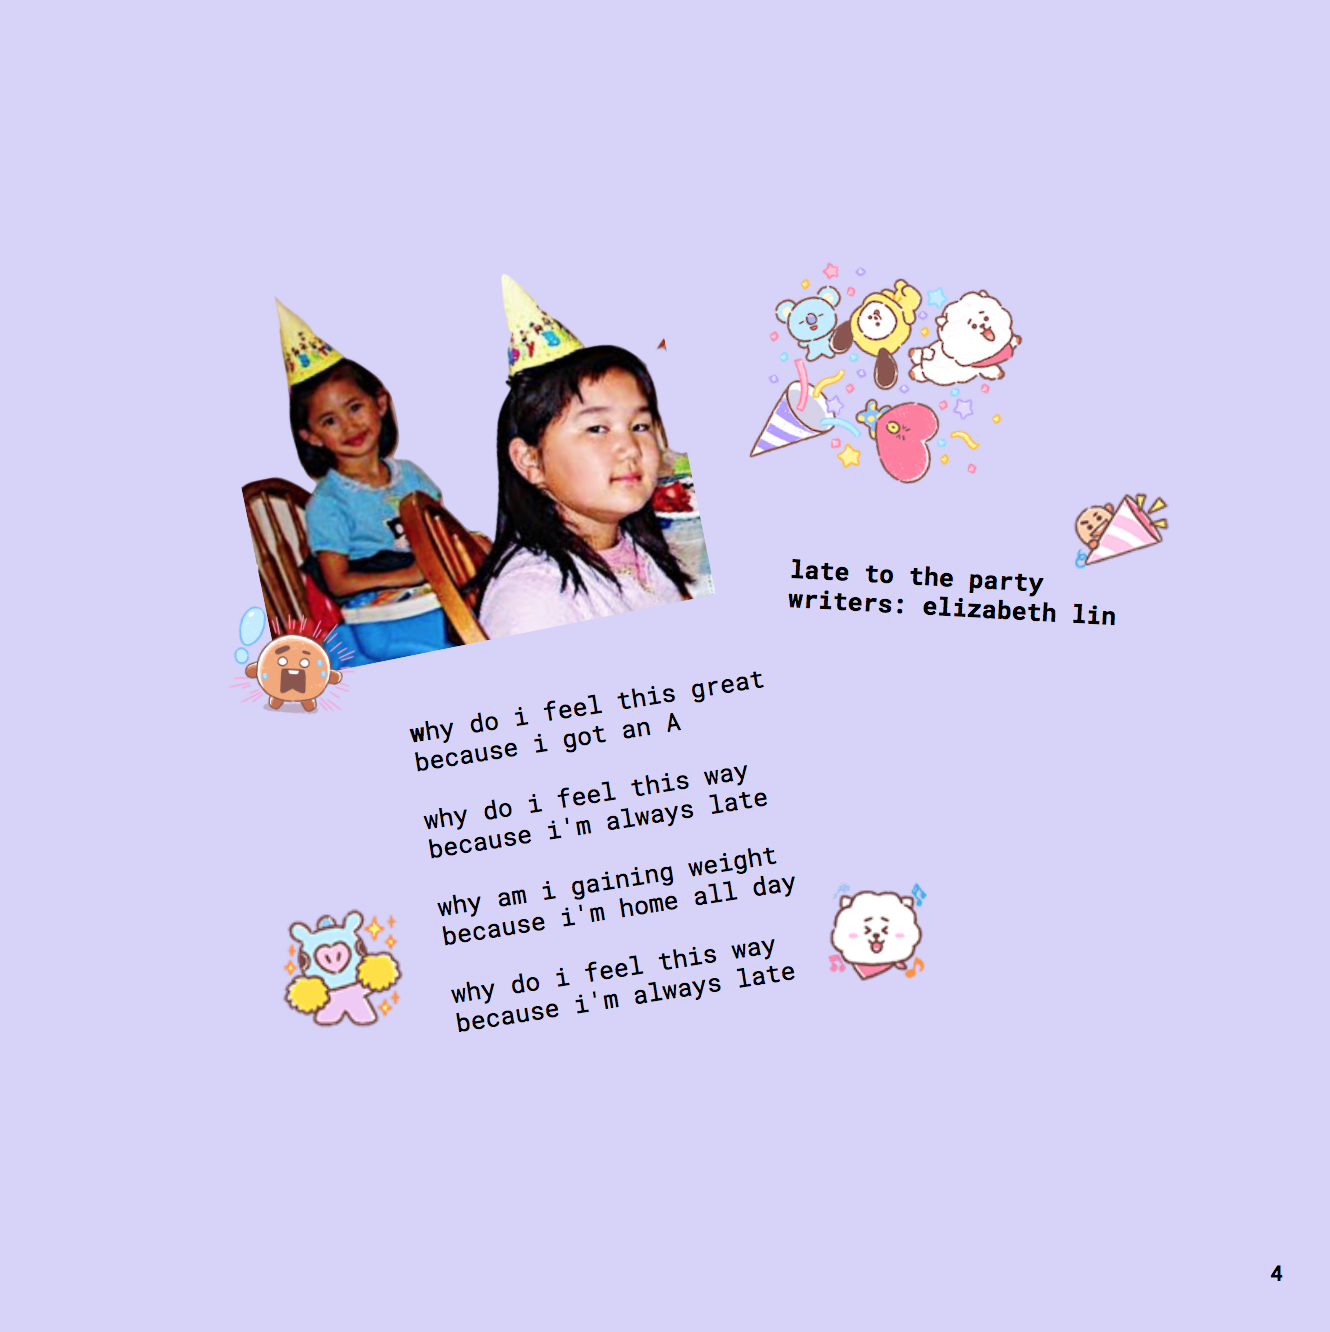 late to the party
writers: elizabeth lin
why do i feel this great
because i got an A
why do i feel this way
because i'm always late
why am i gaining weight
because i'm home all day
why do i feel this way
because i'm always late
4